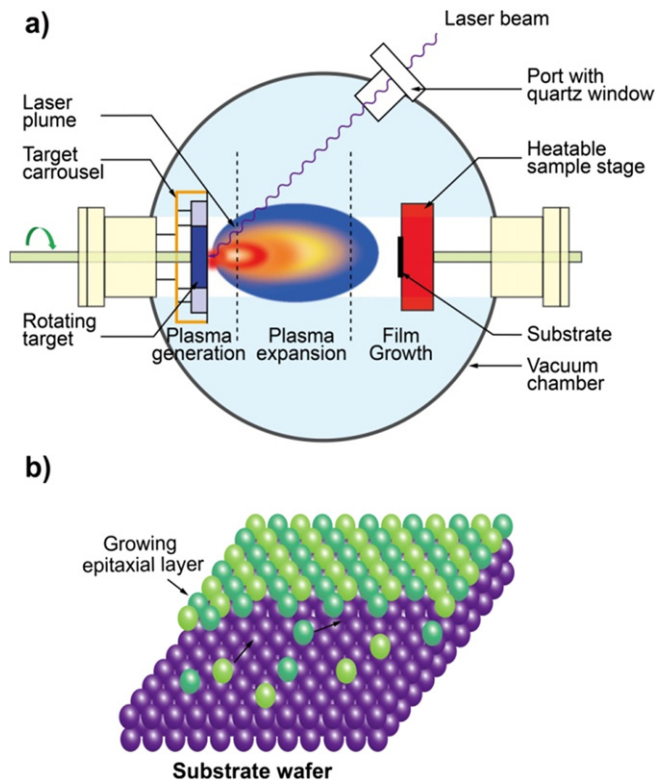 a)
Laser beam
Port with
quartz window
Laser
plume
Target
carrousel
Heatable
sample stage
Rotating
target
Plasma
generation
Plasma
expansion
Film
Growth
Substrate
Vacuum
chamber
b)
Growing
epitaxial layer
Substrate wafer